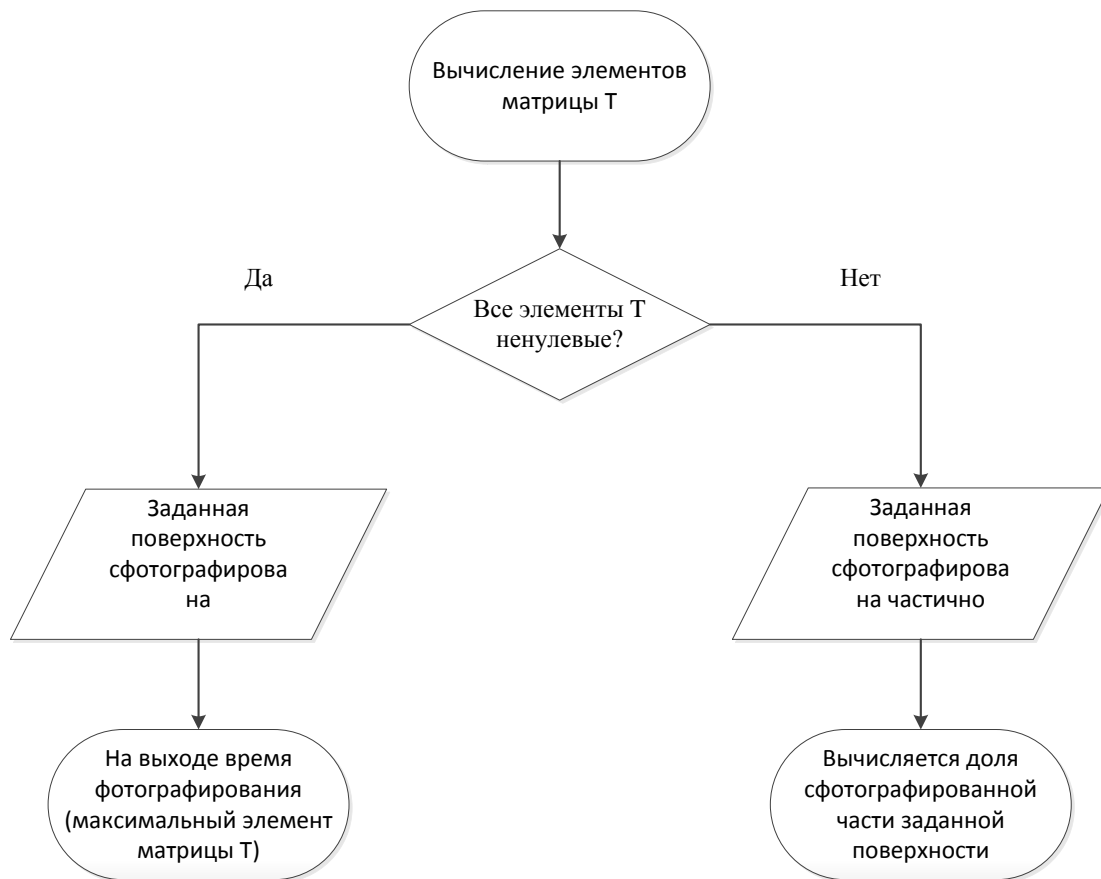 Вычисление элементов
матрицы Т
Да
Нет
Все элементы Т
ненулевые?
Заданная
поверхность
сфотографирова
на
Заданная
поверхность
сфотографирова
на частично
На выходе время
фотографирования
(максимальный элемент
матрицы Т)
Вычисляется доля
сфотографированной
части заданной
поверхности